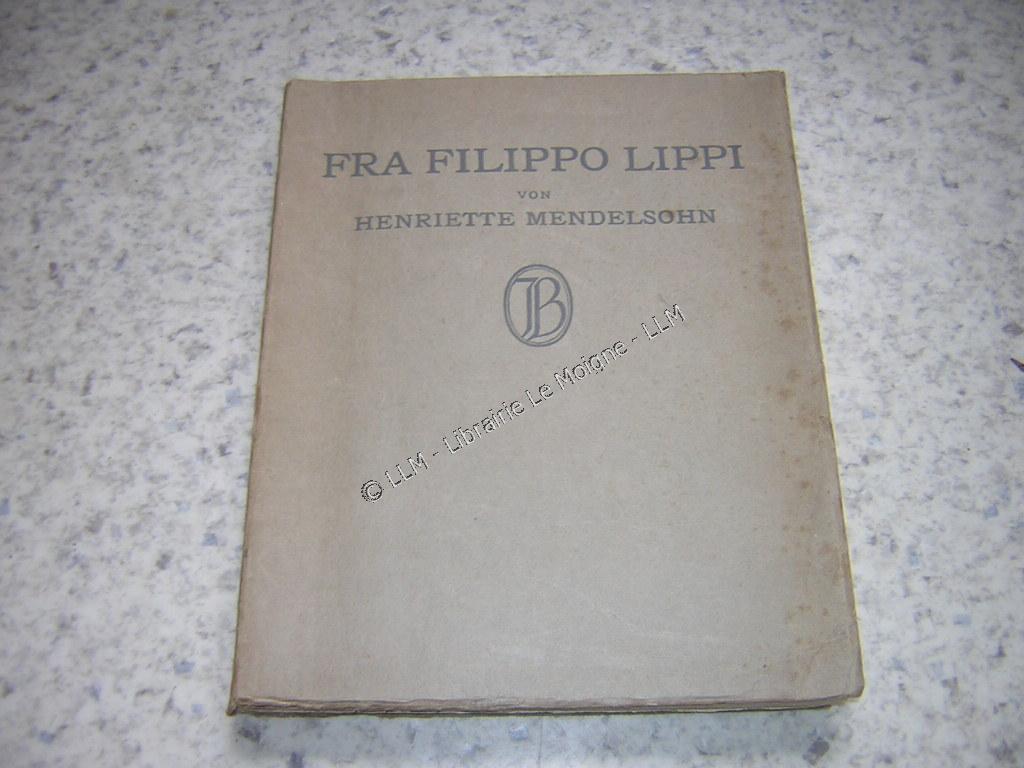 FRA FILIPPO LIPPI
VON
HENRIETTE MENDELSOHN
JB
© LLM - Librairie Le Moigne - LLM